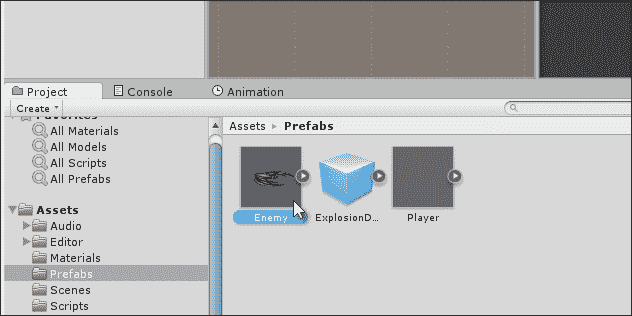 Project Console Animation
Create
Favorites
All Materials
All Models
All Scripts
All Prefabs
Assets
Audio
Editor
Materials
Prefabs
Scenes
Scripts
Assets ▸ Prefabs
Enemy ExplosionD... Player